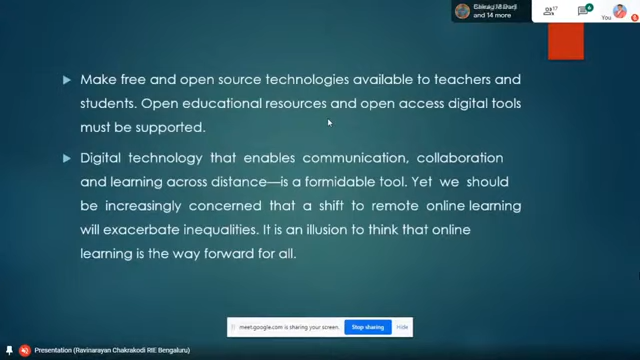 and 14 more
17
6
You
Make free and open source technologies available to teachers and
students. Open educational resources and open access digital tools
must be supported.
Digital technology that enables communication, collaboration
and learning across distance—is a formidable tool. Yet we should
be increasingly concerned that a shift to remote online learning
will exacerbate inequalities. It is an illusion to think that online
learning is the way forward for all.
meet.google.com is sharing your screen.
Stop sharing
Hide
Presentation (Ravinarayan Chakrakodi RIE Bengaluru)